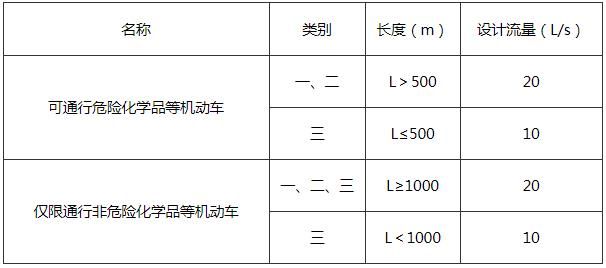 名称 类别 长度（m） 设计流量（L/s）
可通行危险化学品等机动车 一、二 L＞500 20
三 L≤500 10
仅限通行非危险化学品等机动车 一、二、三 L≥1000 20
三 L＜1000 10